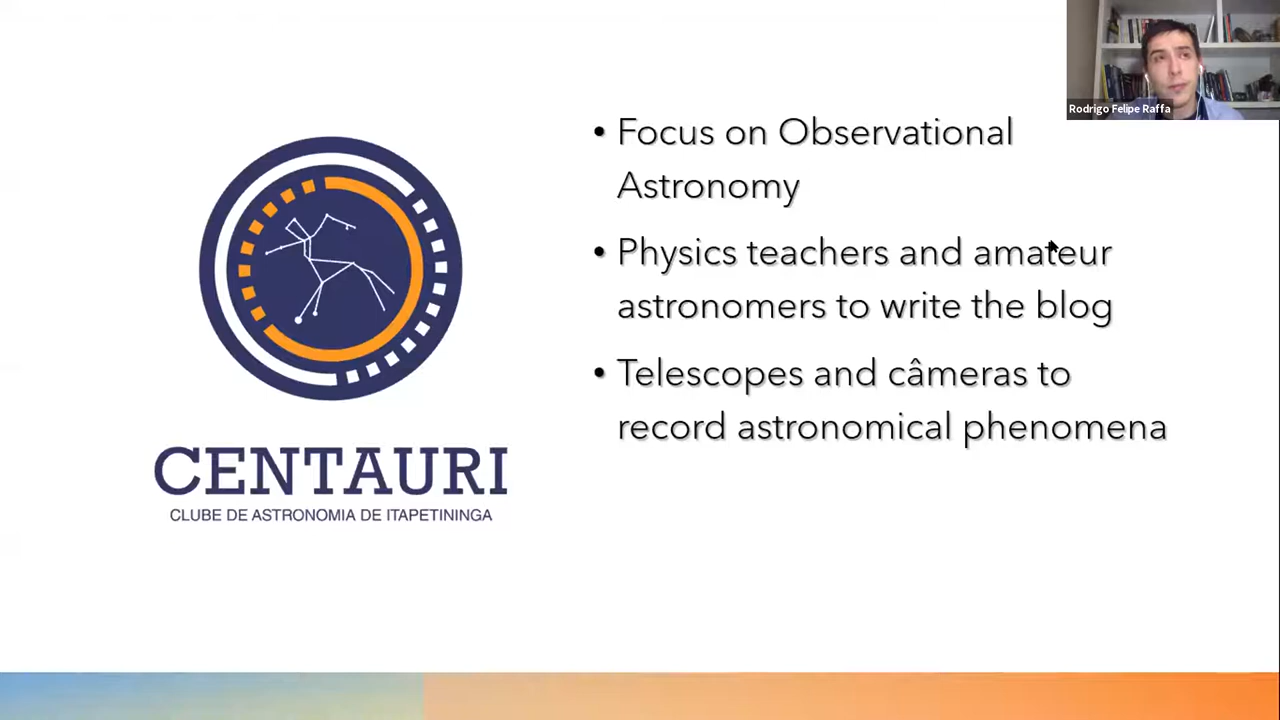 Rodrigo Felipe Raffa
• Focus on Observational
Astronomy
• Physics teachers and amateur
astronomers to write the blog
• Telescopes and câmeras to
record astronomical phenomena
CENTAURI
CLUBE DE ASTRONOMIA DE ITAPETININGA